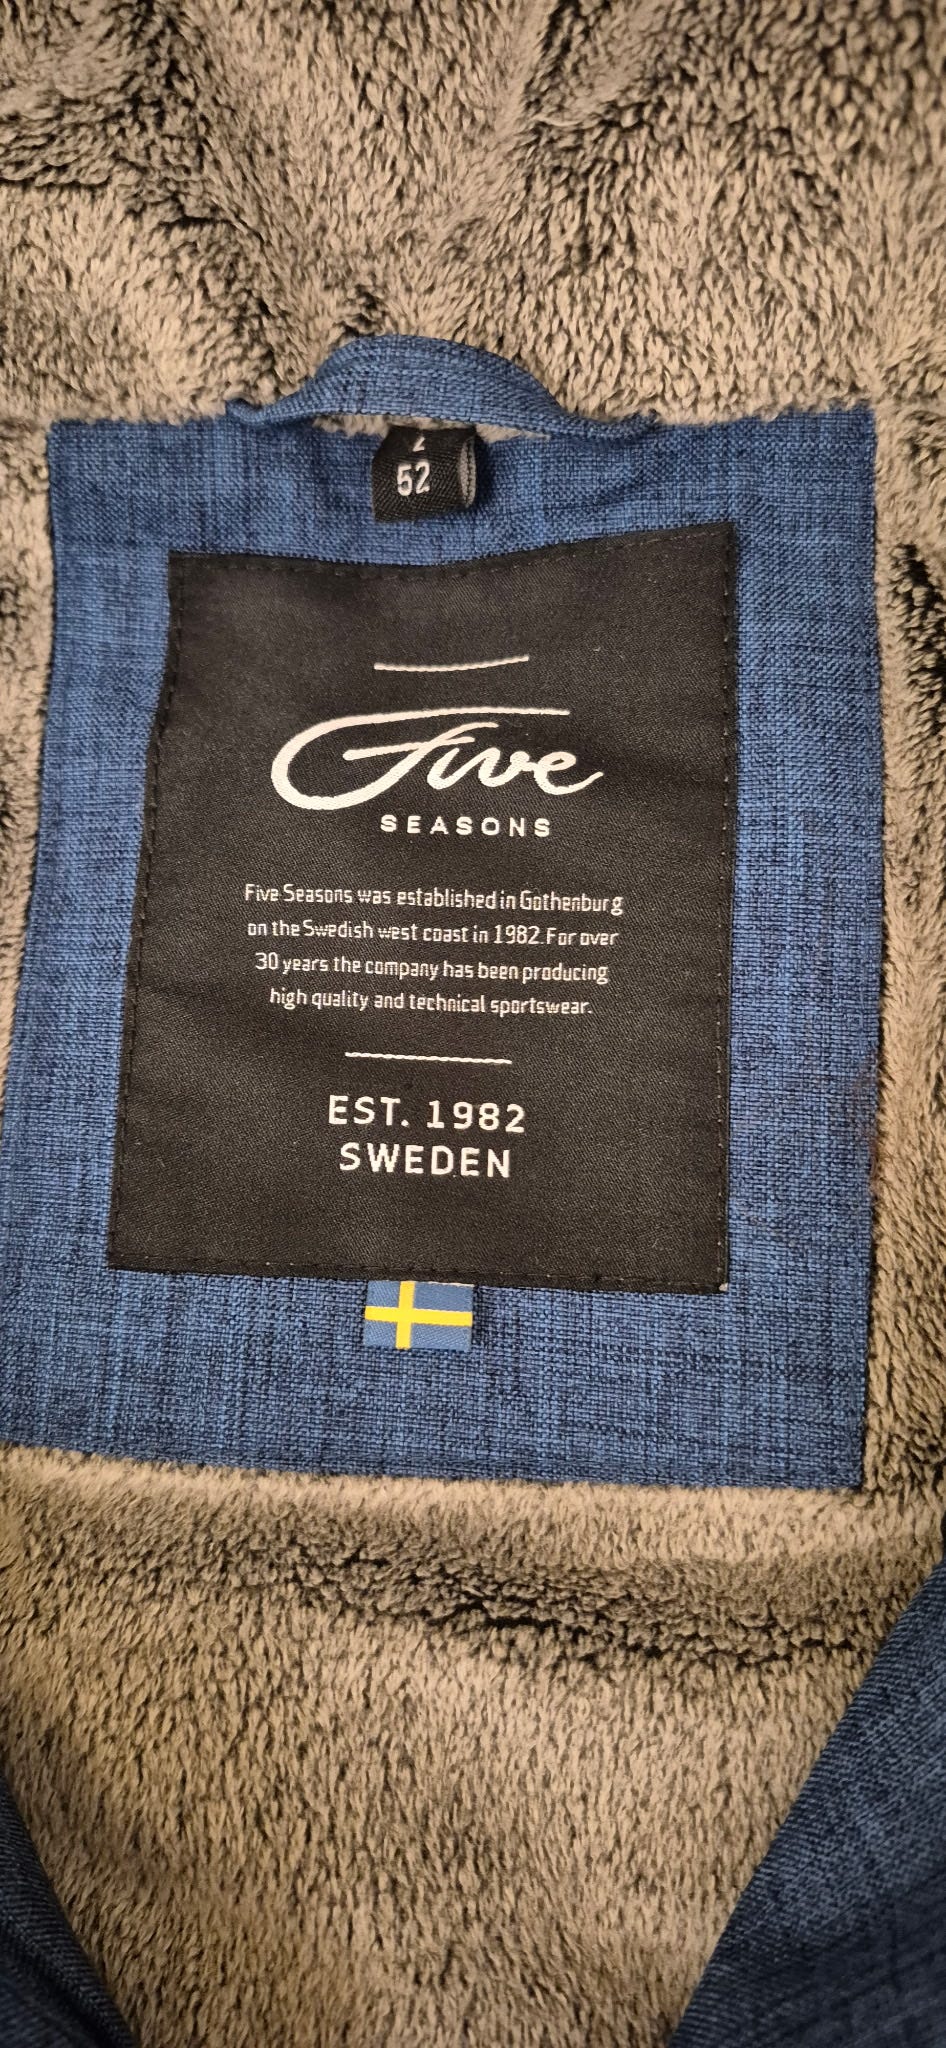 52
Five
SEASONS
Five Seasons was established in Gothenburg
on the Swedish west coast in 1982. For over
30 years the company has been producing
high quality and technical sportswear.
EST. 1982
SWEDEN